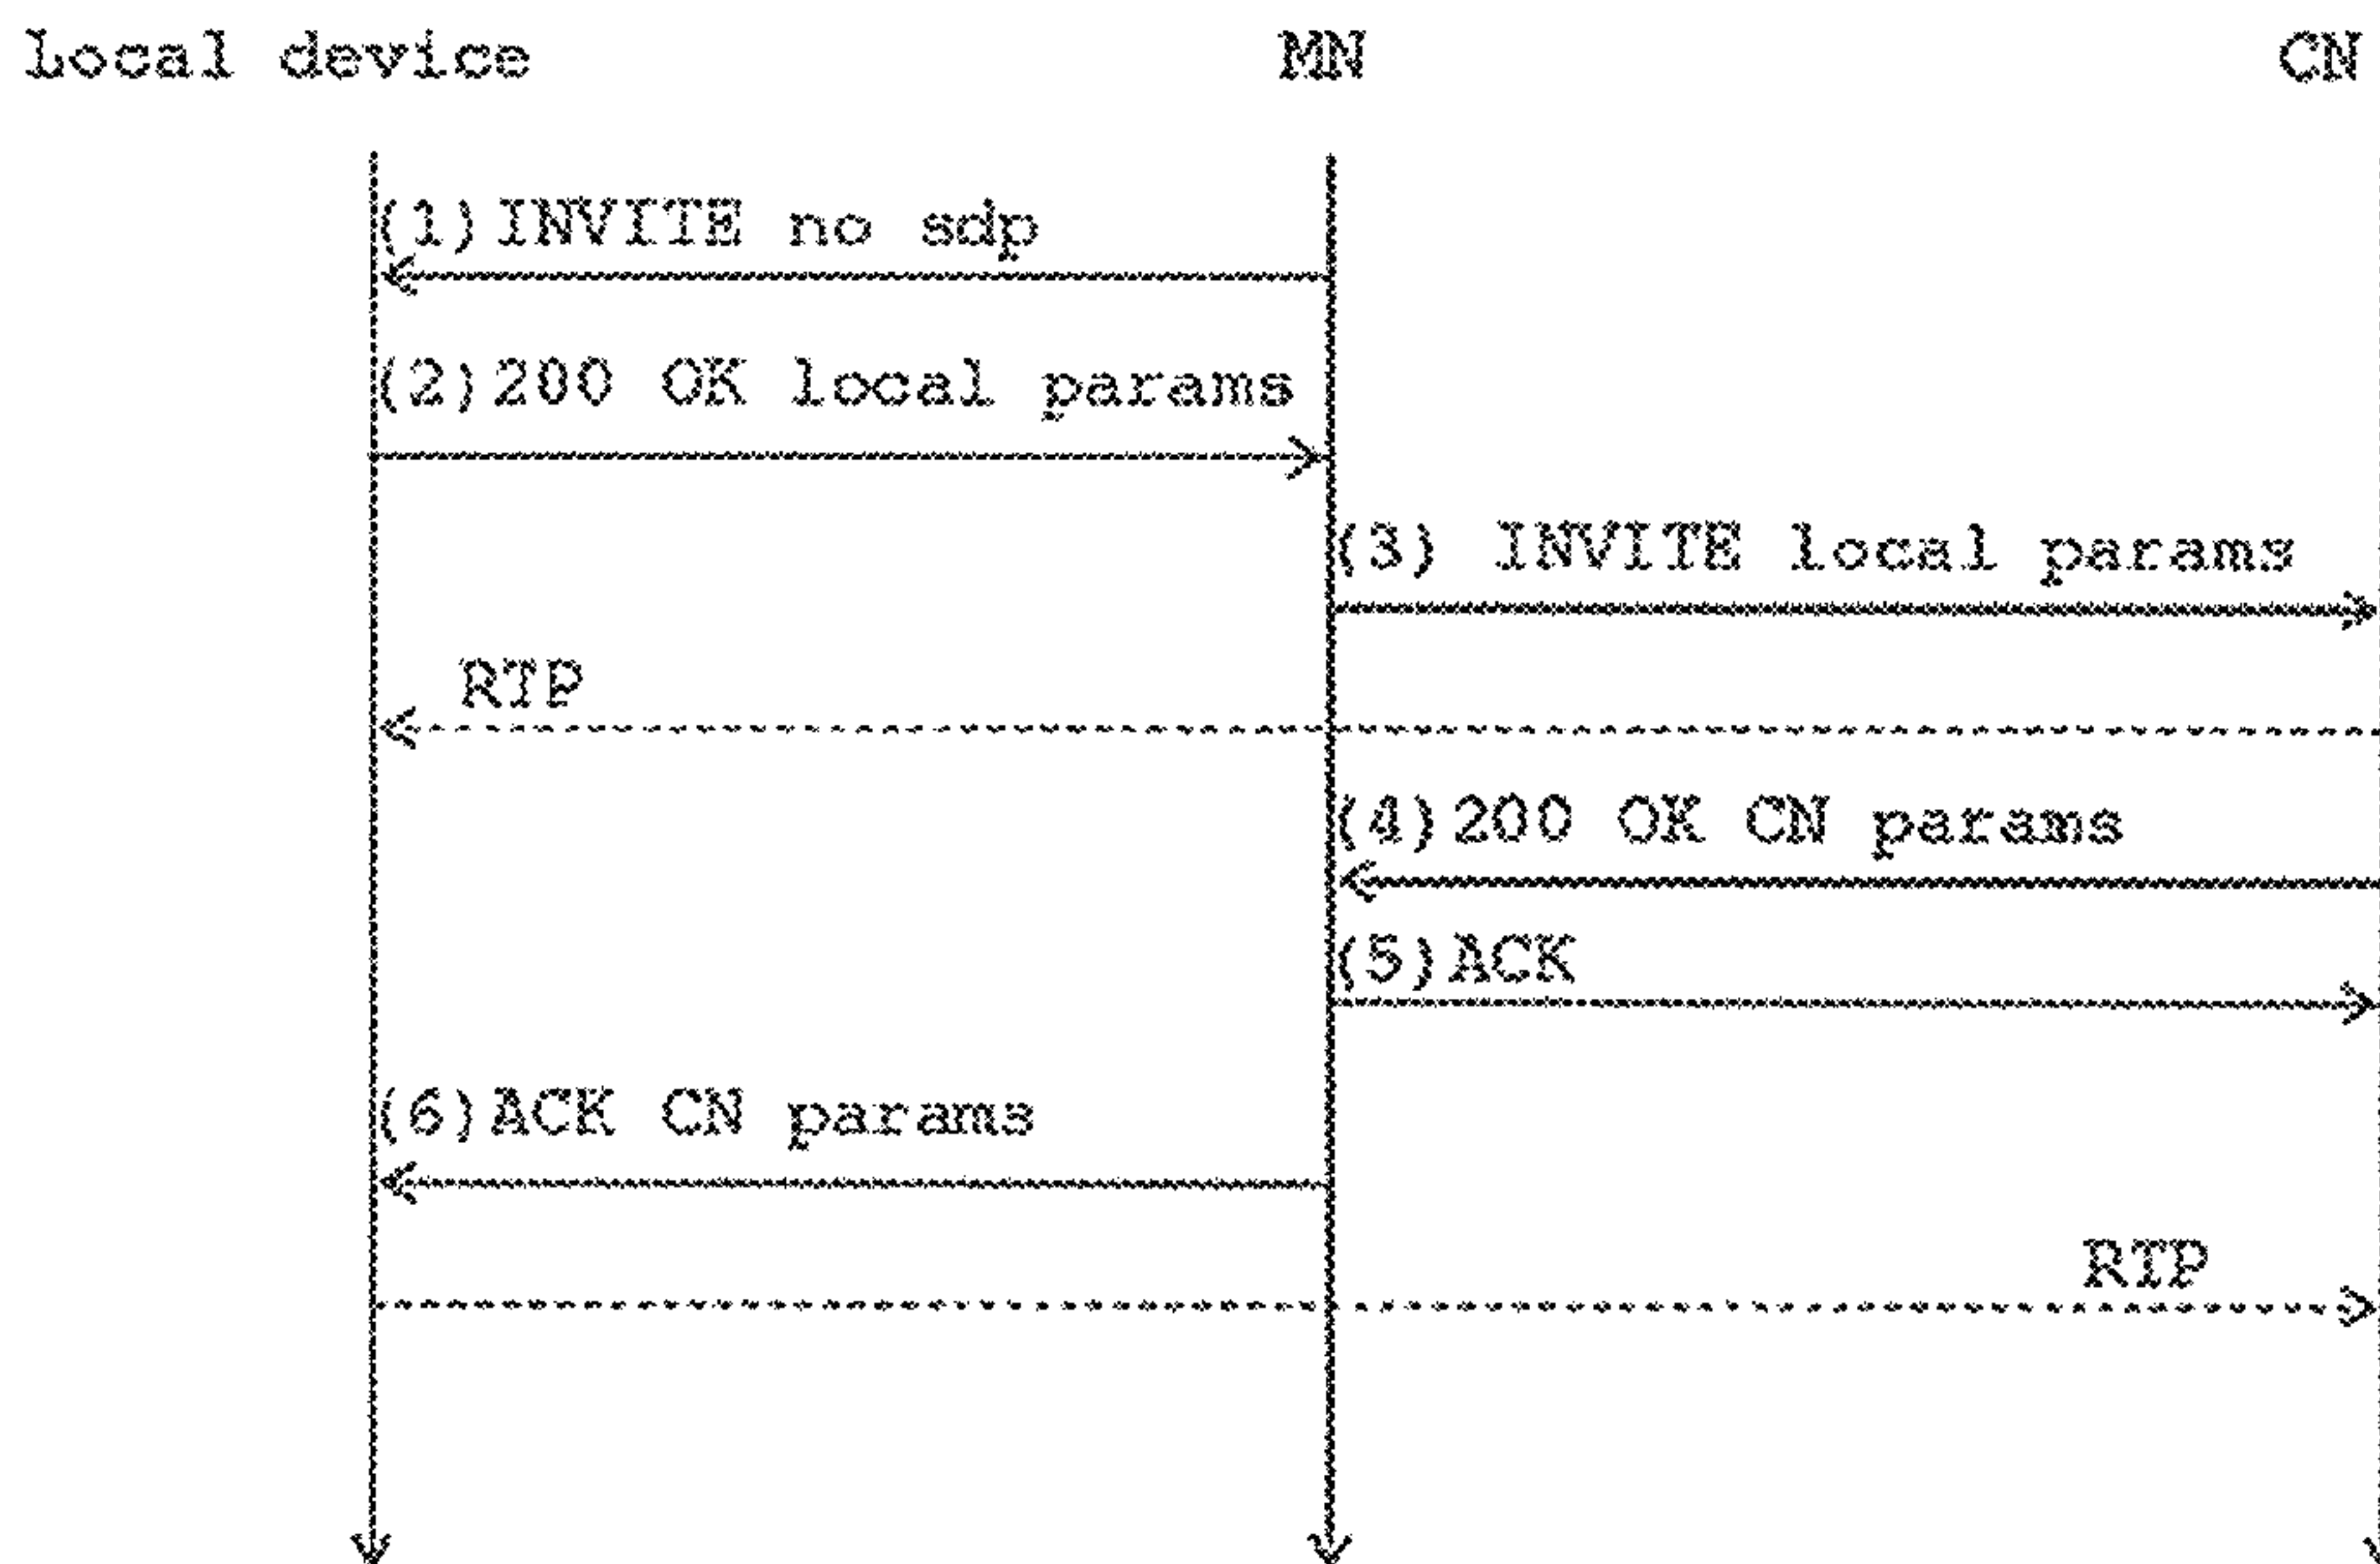 Local device MN CN
(1)INVITE no sdp
(2)200 OK local params
(3) INVITE local params
RTP
(4)200 OK CN params
(5)ACK
(6)ACK CN params
RTP